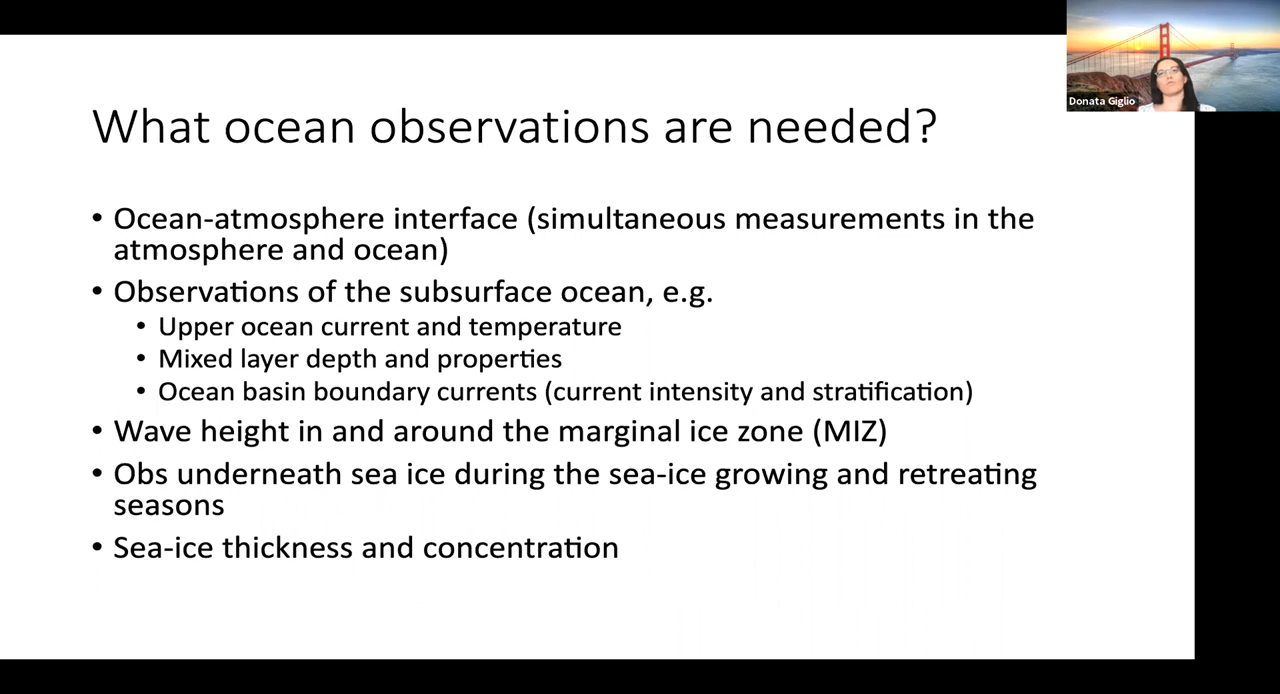 Donata Giglio
What ocean observations are needed?
• Ocean-atmosphere interface (simultaneous measurements in the
atmosphere and ocean)
• Observations of the subsurface ocean, e.g.
• Upper ocean current and temperature
• Mixed layer depth and properties
• Ocean basin boundary currents (current intensity and stratification)
• Wave height in and around the marginal ice zone (MIZ)
• Obs underneath sea ice during the sea-ice growing and retreating
seasons
• Sea-ice thickness and concentration